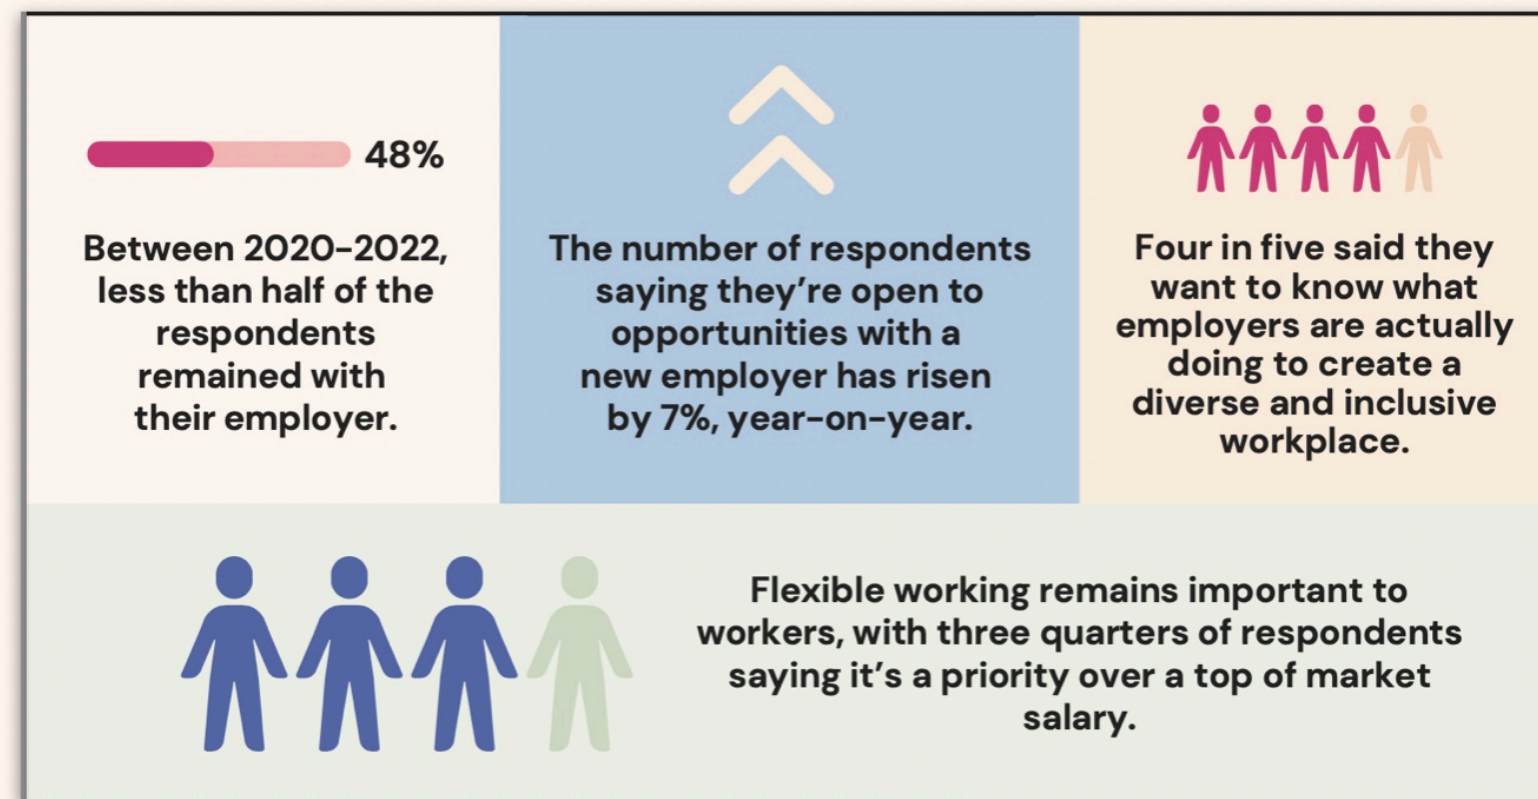 48%
Between 2020-2022,
less than half of the
respondents
remained with
their employer.
The number of respondents
saying they're open to
opportunities with a
new employer has risen
by 7%, year-on-year.
Four in five said they
want to know what
employers are actually
doing to create a
diverse and inclusive
workplace.
Flexible working remains important to
workers, with three quarters of respondents
saying it's a priority over a top of market
salary.